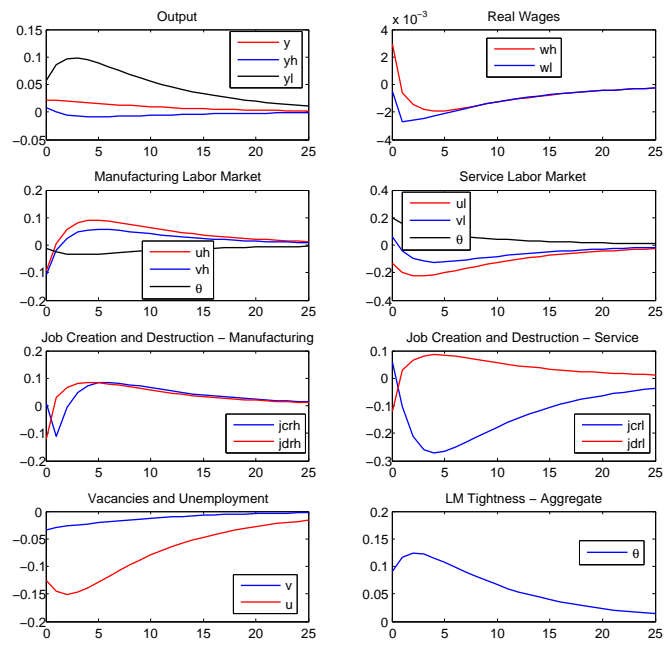 Output
0.15
0.1
0.05
0
−0.05
0 5 10 15 20 25
y
yh
yl
Real Wages
x 10⁻³
4
2
0
−2
−4
0 5 10 15 20 25
wh
wl
Manufacturing Labor Market
0.2
0.1
0
−0.1
−0.2
0 5 10 15 20 25
uh
vh
θ
Service Labor Market
0.4
0.2
0
−0.2
−0.4
0 5 10 15 20 25
ul
vl
θ
Job Creation and Destruction − Manufacturing
0.2
0.1
0
−0.1
−0.2
0 5 10 15 20 25
jcrh
jdrh
Job Creation and Destruction − Service
0.1
0
−0.1
−0.2
−0.3
0 5 10 15 20 25
jcrl
jdrl
Vacancies and Unemployment
0
−0.05
−0.1
−0.15
−0.2
0 5 10 15 20 25
v
u
LM Tightness − Aggregate
0.2
0.15
0.1
0.05
0
0 5 10 15 20 25
θ